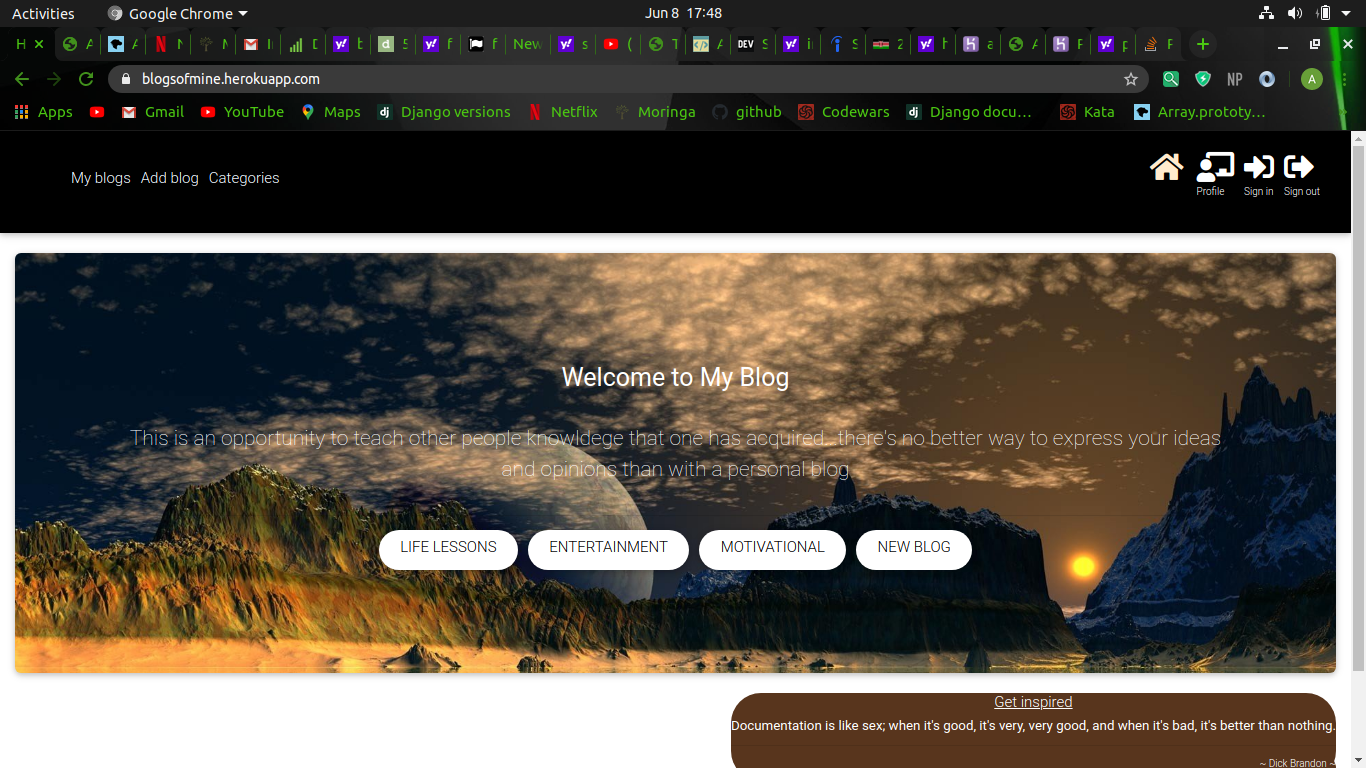 Activities
Google Chrome
Jun 8 17:48
New
blogsofmine.herokuapp.com
NP
A
Apps
Gmail
YouTube
Maps
Django versions
Netflix
Moringa
github
Codewars
Django docu…
Kata
Array.prototy…
My blogs
Add blog
Categories
Profile
Sign in
Sign out
Welcome to My Blog
This is an opportunity to teach other people knowldege that one has acquired...there's no better way to express your ideas
and opinions than with a personal blog
LIFE LESSONS
ENTERTAINMENT
MOTIVATIONAL
NEW BLOG
Get inspired
Documentation is like sex; when it's good, it's very, very good, and when it's bad, it's better than nothing.
~ Dick Brandon ~